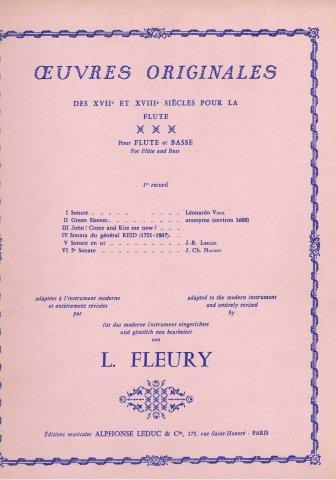 ŒUVRES ORIGINALES
DES XVIIe ET XVIIIe SIÈCLES POUR LA
FLUTE
Pour FLUTE et BASSE
For Flute and Bass
1er recueil
I Sonate . . . . . . . . Léonardo VINCI
II Green Sleeves . . . . . . . . anonyme (environ 1600)
III John! Come and Kiss me now? . . .
IV Sonata du général REID (1721-1807).
V Sonate en ut . . . . . . . . J.-B. LŒILLET.
VI 5e Sonate . . . . . . . . J. Ch. NAUDOT.
adaptées à l'instrument moderne
et entièrement révisées
par
adapted to the modern instrument
and entirely revised
by
für das moderne Instrument eingerichtet
und gänzlich neu bearbeitet
von
L. FLEURY
Éditions musicales ALPHONSE LEDUC & Cie, 175, rue Saint-Honoré - PARIS